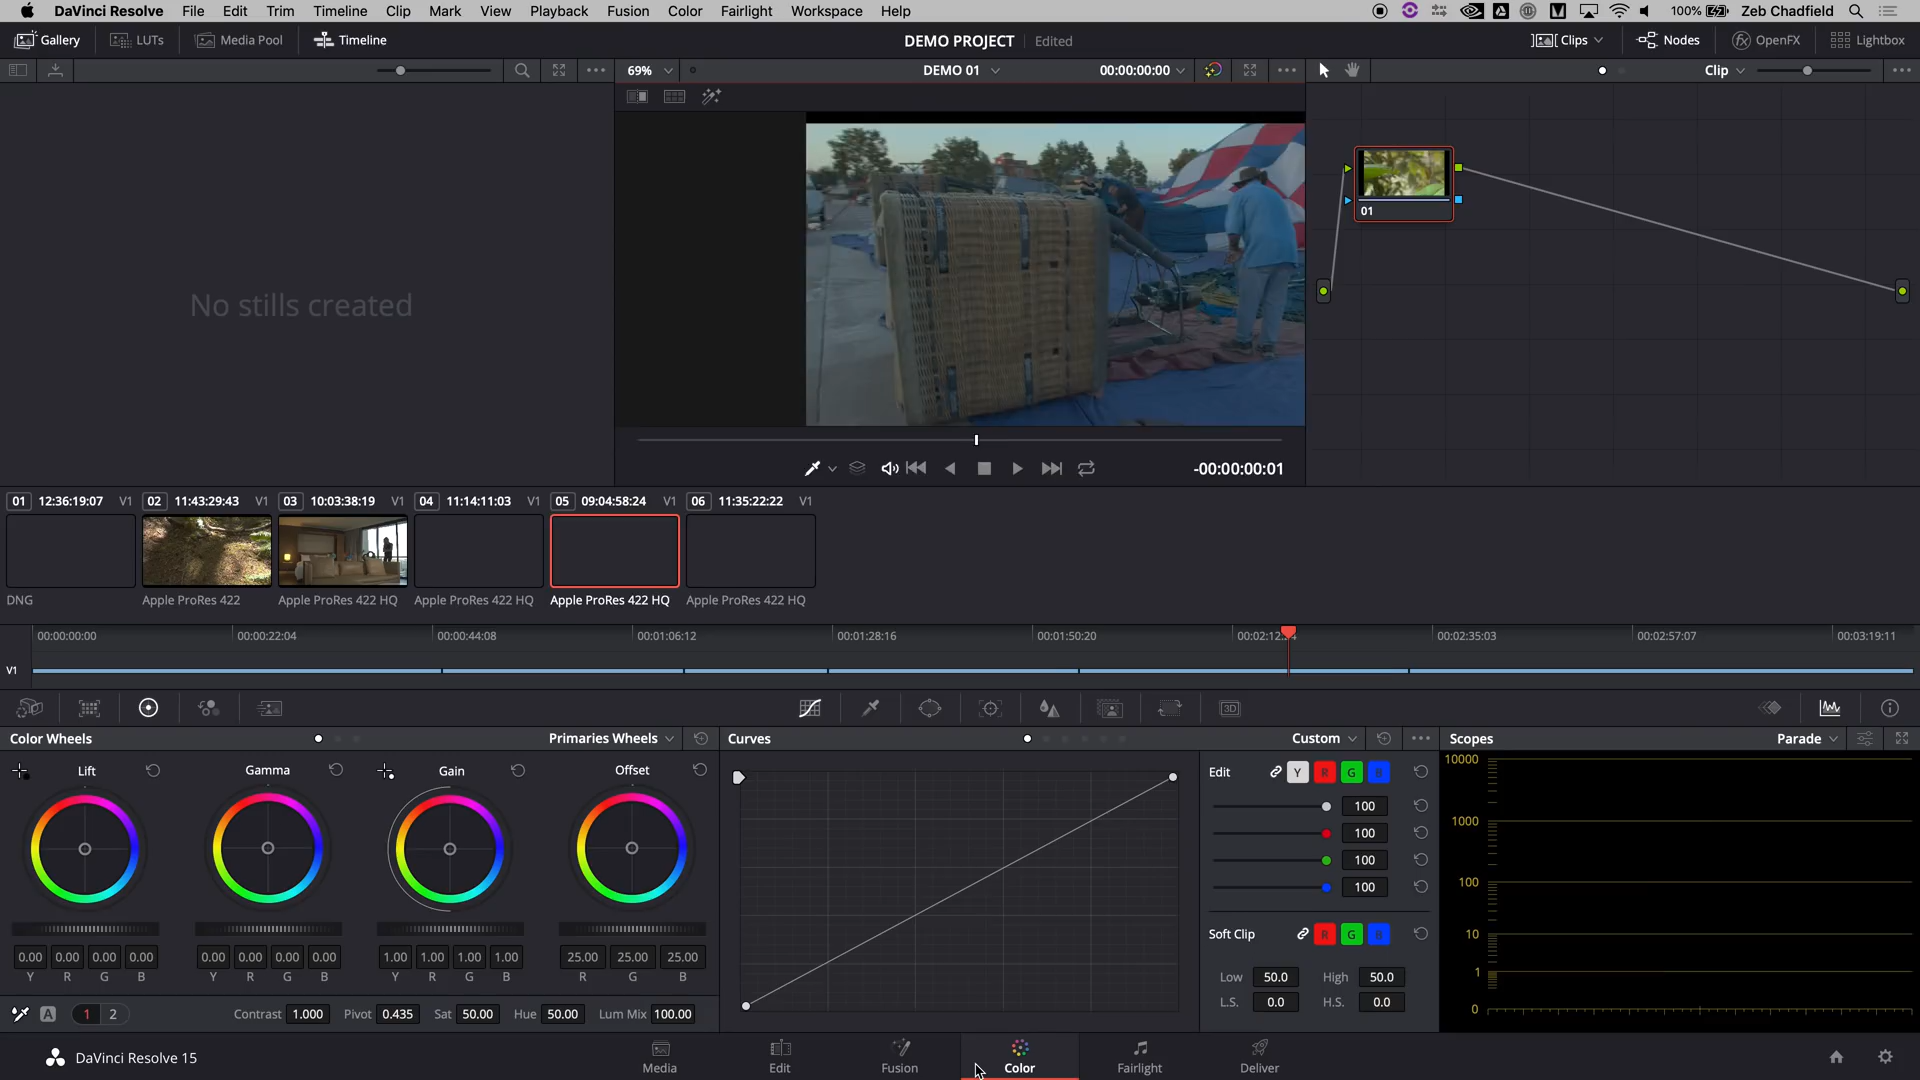 DaVinci Resolve File Edit Trim Timeline Clip Mark View Playback Fusion Color Fairlight Workspace Help 100% Zeb Chadfield
Gallery LUTs Media Pool Timeline DEMO PROJECT Edited Clips Nodes OpenFX Lightbox
69% DEMO 01 00:00:00:00 Clip
No stills created
01
-00:00:00:01
01 12:36:19:07 V1 02 11:43:29:43 V1 03 10:03:38:19 V1 04 11:14:11:03 V1 05 09:04:58:24 V1 06 11:35:22:22 V1
DNG Apple ProRes 422 Apple ProRes 422 HQ Apple ProRes 422 HQ Apple ProRes 422 HQ Apple ProRes 422 HQ
00:00:00:00 00:00:22:04 00:00:44:08 00:01:06:12 00:01:28:16 00:01:50:20 00:02:35:03 00:02:57:07 00:03:19:11
V1
3D
Color Wheels Primaries Wheels Curves Custom Scopes Parade
Lift Gamma Gain Offset Edit Y R G B
10000
100
1000
100
100
100
100
Soft Clip R G B
10
0.00 0.00 0.00 0.00 0.00 0.00 0.00 0.00 1.00 1.00 1.00 1.00 25.00 25.00 25.00
Y R G B Y R G B Y R G B R G B
Low 50.0 High 50.0
1
L.S. 0.0 H.S. 0.0
0
A 1 2 Contrast 1.000 Pivot 0.435 Sat 50.00 Hue 50.00 Lum Mix 100.00
DaVinci Resolve 15 Media Edit Fusion Color Fairlight Deliver